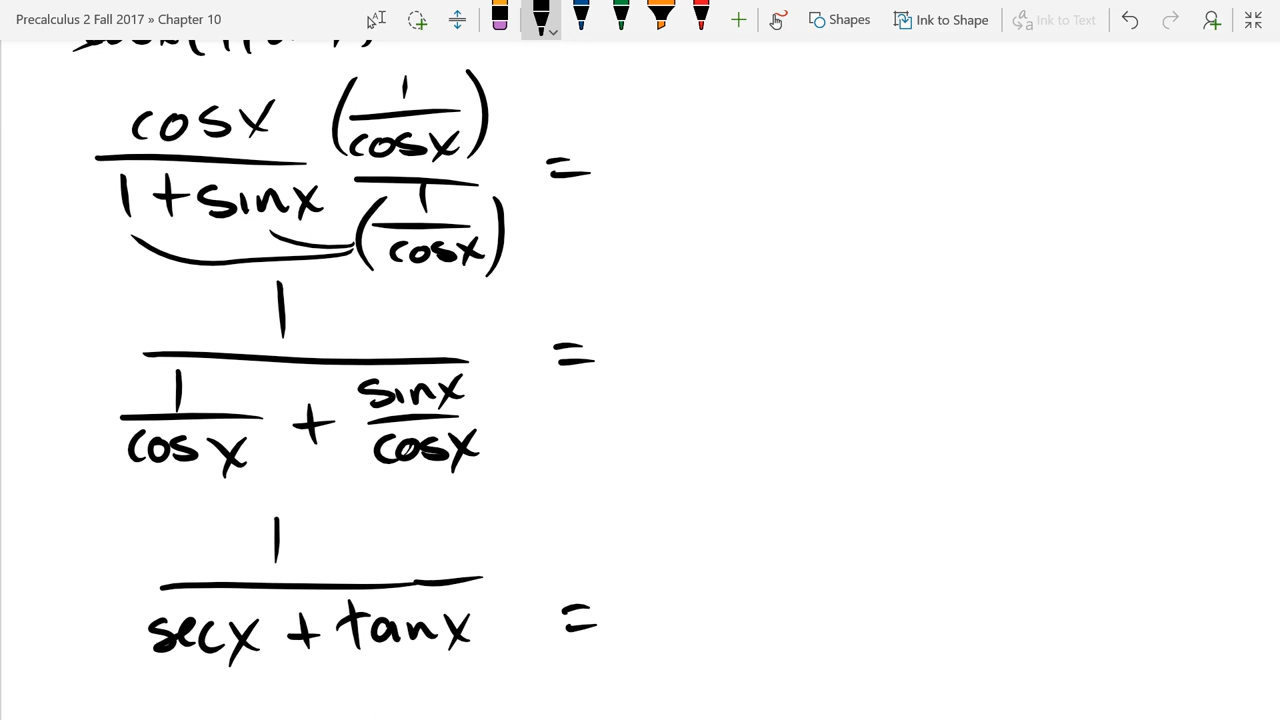 Precalculus 2 Fall 2017 » Chapter 10
Shapes
Ink to Shape
Ink to Text
cosx (1/cosx)
1 + sinx (1/cosx) =
1
1/cosx + sinx/cosx =
1
secx + tanx =